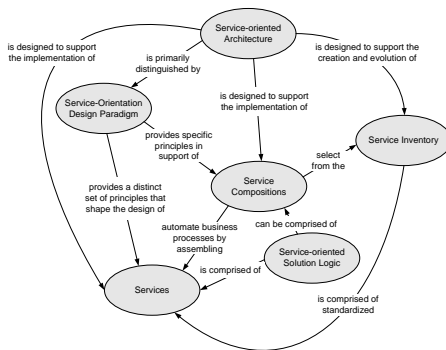 Service-oriented
Architecture
is designed to support
the implementation of
is primarily
distinguished by
is designed to support the
creation and evolution of
Service-Orientation
Design Paradigm
is designed to support
the implementation of
provides specific
principles in
support of
Service Inventory
select
from the
Service
Compositions
provides a distinct
set of principles that
shape the design of
can be comprised of
automate business
processes by
assembling
Service-oriented
Solution Logic
is comprised of
Services
is comprised of
standardized